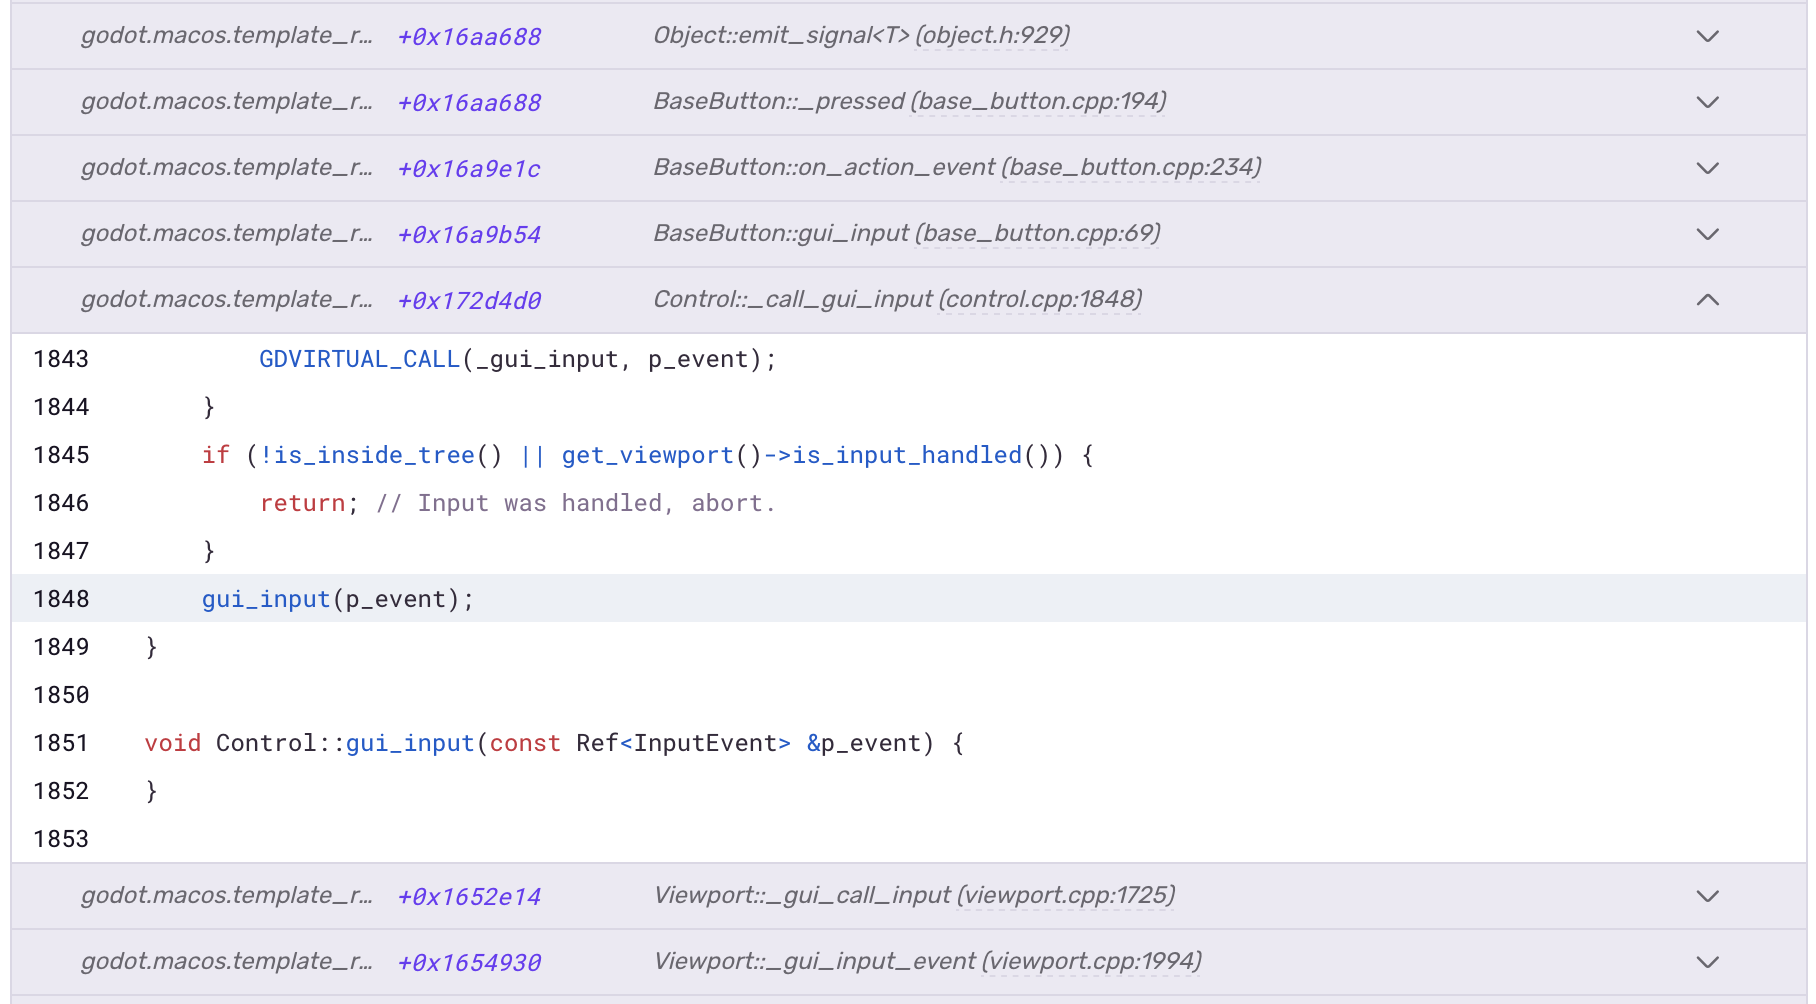 godot.macos.template_r… +0x16aa688 Object::emit_signal<T> (object.h:929)
godot.macos.template_r… +0x16aa688 BaseButton::_pressed (base_button.cpp:194)
godot.macos.template_r… +0x16a9e1c BaseButton::on_action_event (base_button.cpp:234)
godot.macos.template_r… +0x16a9b54 BaseButton::gui_input (base_button.cpp:69)
godot.macos.template_r… +0x172d4d0 Control::_call_gui_input (control.cpp:1848)
1843 GDVIRTUAL_CALL(_gui_input, p_event);
1844 }
1845 if (!is_inside_tree() || get_viewport()->is_input_handled()) {
1846 return; // Input was handled, abort.
1847 }
1848 gui_input(p_event);
1849 }
1850
1851 void Control::gui_input(const Ref<InputEvent> &p_event) {
1852 }
1853
godot.macos.template_r… +0x1652e14 Viewport::_gui_call_input (viewport.cpp:1725)
godot.macos.template_r… +0x1654930 Viewport::_gui_input_event (viewport.cpp:1994)